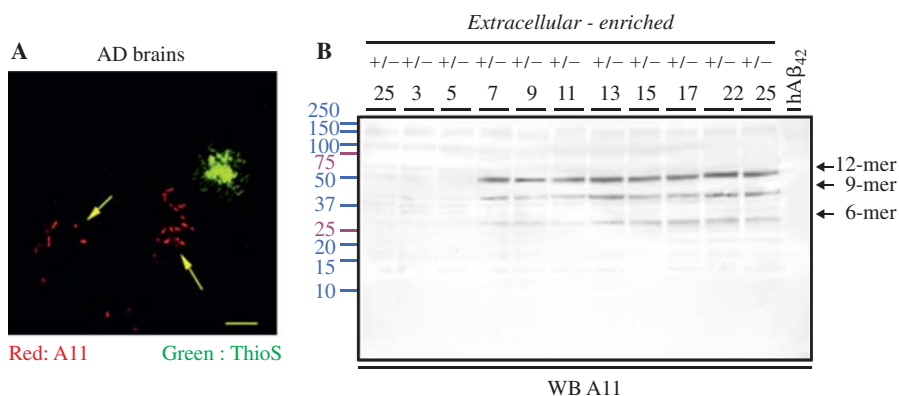 A
AD brains
Red: A11 Green : ThioS
B
Extracellular - enriched
+/− +/− +/− +/− +/− +/− +/− +/− +/− +/− +/−
25 3 5 7 9 11 13 15 17 22 25
hAβ42
250
150
100
75
50
37
25
20
15
10
12-mer
9-mer
6-mer
WB A11